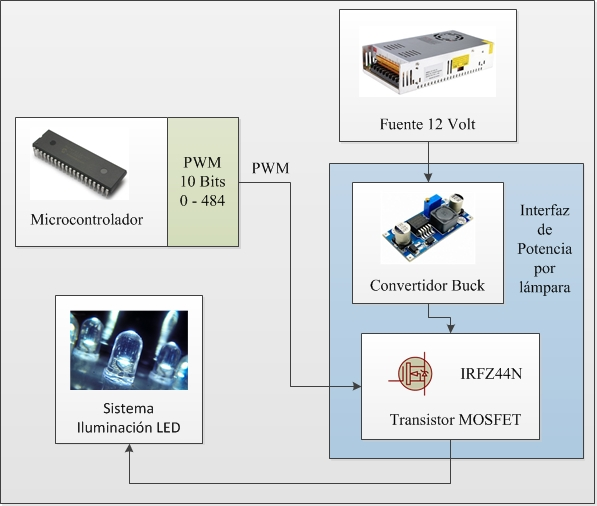 Fuente 12 Volt
Microcontrolador
PWM
10 Bits
0 - 484
PWM
Interfaz
de
Potencia
por
lámpara
Convertidor Buck
IRFZ44N
Transistor MOSFET
Sistema
Iluminación LED